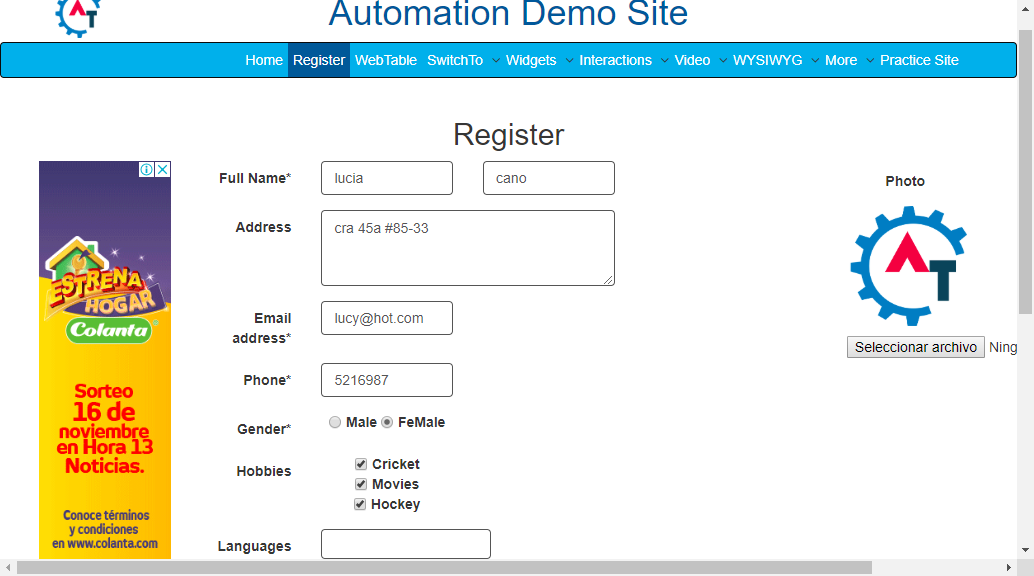 Automation Demo Site
Home Register WebTable SwitchTo Widgets Interactions Video WYSIWYG More Practice Site
Register
Full Name* lucia cano
Address cra 45a #85-33
Email address* lucy@hot.com
Phone* 5216987
Gender* Male FeMale
Hobbies
Cricket
Movies
Hockey
Languages
Photo
AT
Seleccionar archivo Ning
AT
ESTRENA
HOGAR
Colanta
Sorteo
16 de
noviembre
en Hora 13
Noticias.
Conoce términos
y condiciones
en www.colanta.com